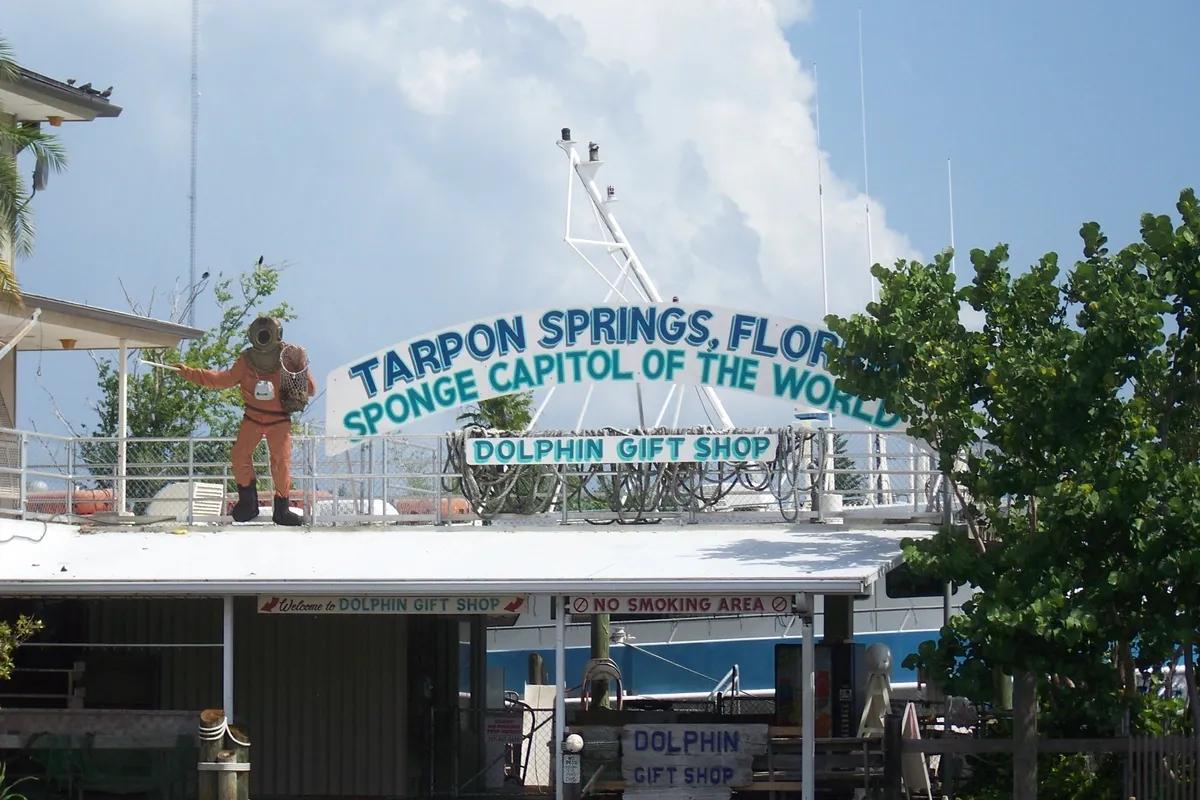 TARPON SPRINGS, FLOR
SPONGE CAPITOL OF THE WORLD
DOLPHIN GIFT SHOP
Welcome to DOLPHIN GIFT SHOP
NO SMOKING AREA
DOLPHIN
GIFT SHOP